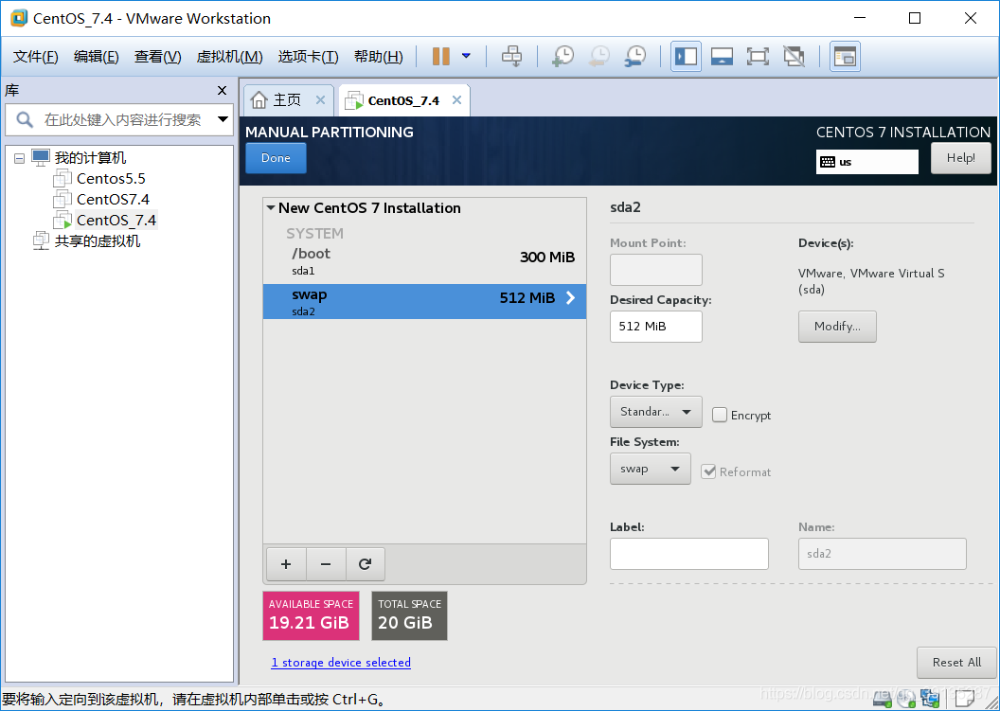 CentOS_7.4 - VMware Workstation
文件(F) 编辑(E) 查看(V) 虚拟机(M) 选项卡(T) 帮助(H)
库
在此处键入内容进行搜索
我的计算机
Centos5.5
CentOS7.4
CentOS_7.4
共享的虚拟机
主页 CentOS_7.4
MANUAL PARTITIONING
CENTOS 7 INSTALLATION
Done
us
Help!
New CentOS 7 Installation
SYSTEM
/boot 300 MiB
sda1
swap 512 MiB
sda2
+ −
AVAILABLE SPACE
19.21 GiB
TOTAL SPACE
20 GiB
1 storage device selected
sda2
Mount Point:
Device(s):
VMware, VMware Virtual S
(sda)
Desired Capacity:
512 MiB
Modify...
Device Type:
Standar...
Encrypt
File System:
swap
Reformat
Label:
Name:
sda2
Reset All
要将输入定向到该虚拟机，请在虚拟机内部单击或按 Ctrl+G。